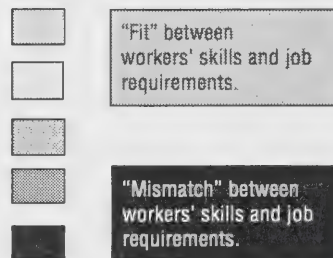 "Fit" between
workers' skills and job
requirements.
"Mismatch" between
workers' skills and job
requirements.